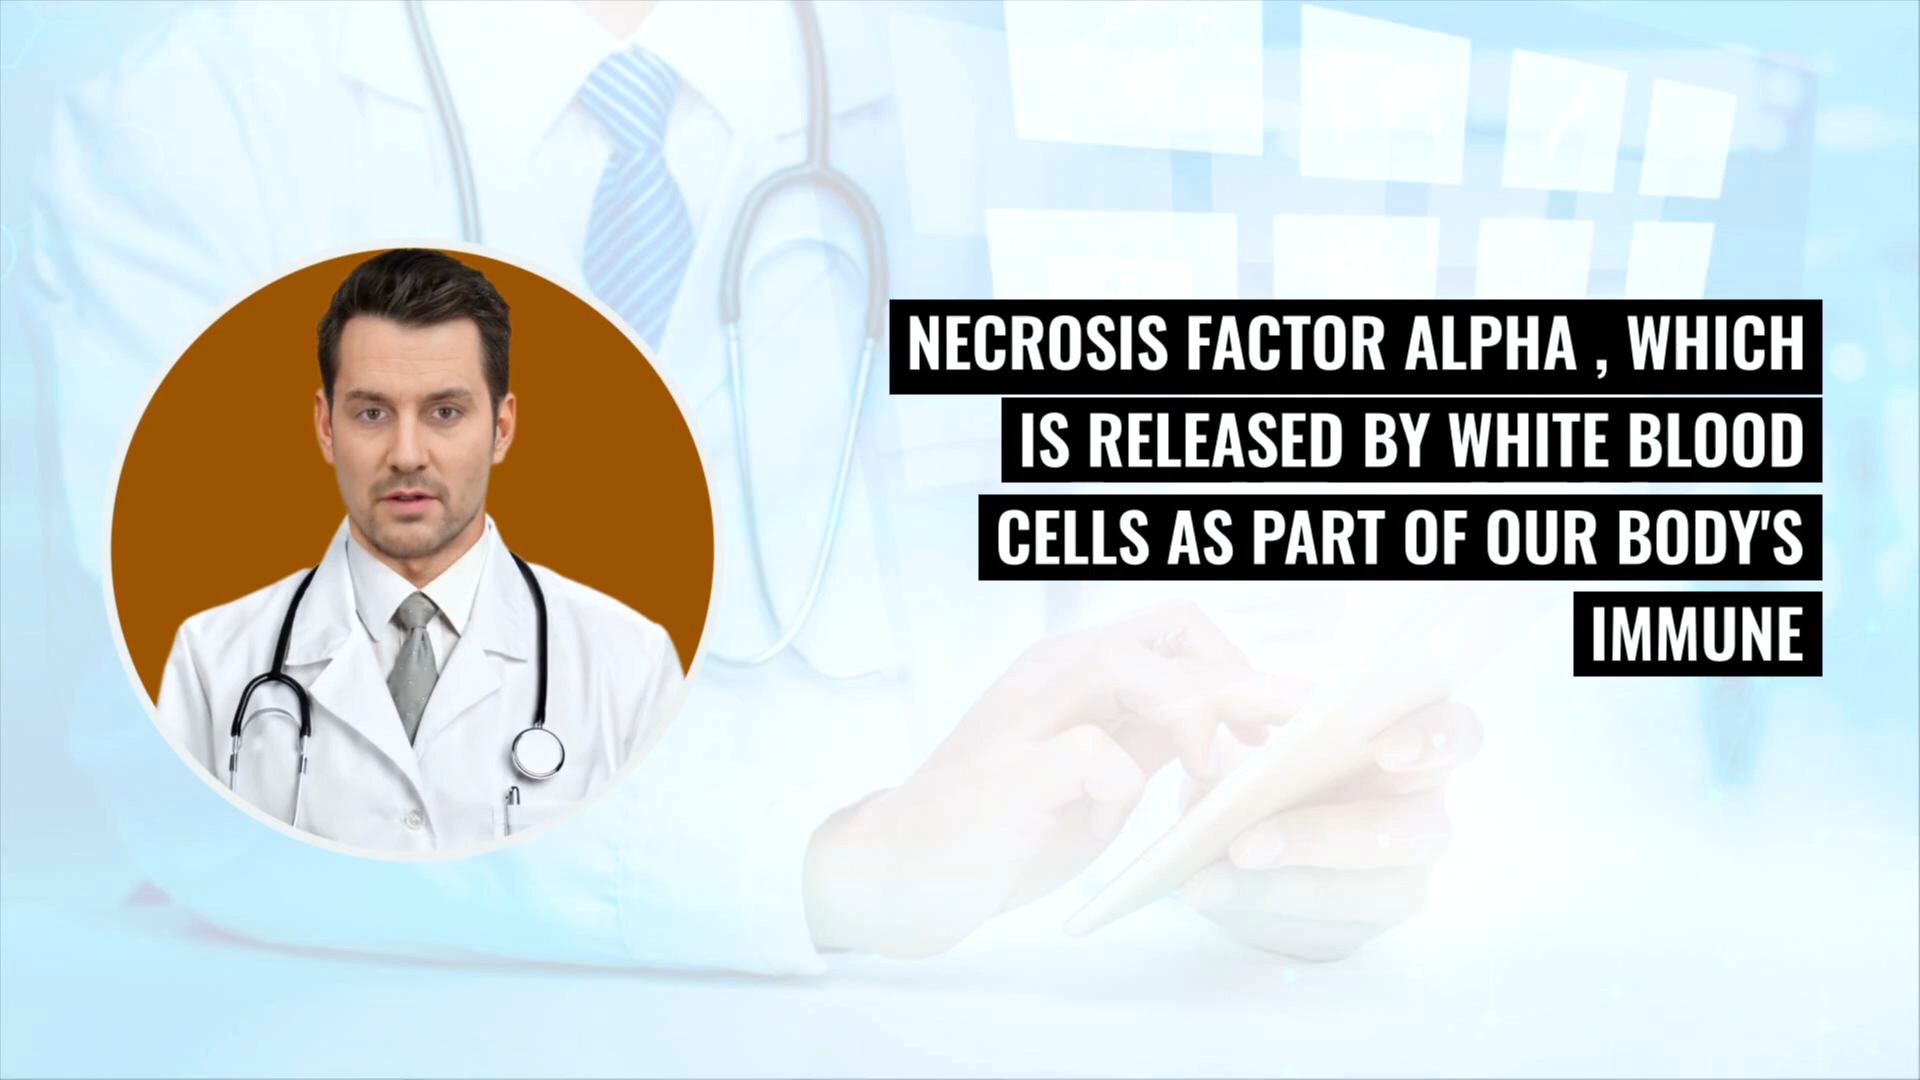 NECROSIS FACTOR ALPHA , WHICH
IS RELEASED BY WHITE BLOOD
CELLS AS PART OF OUR BODY'S
IMMUNE